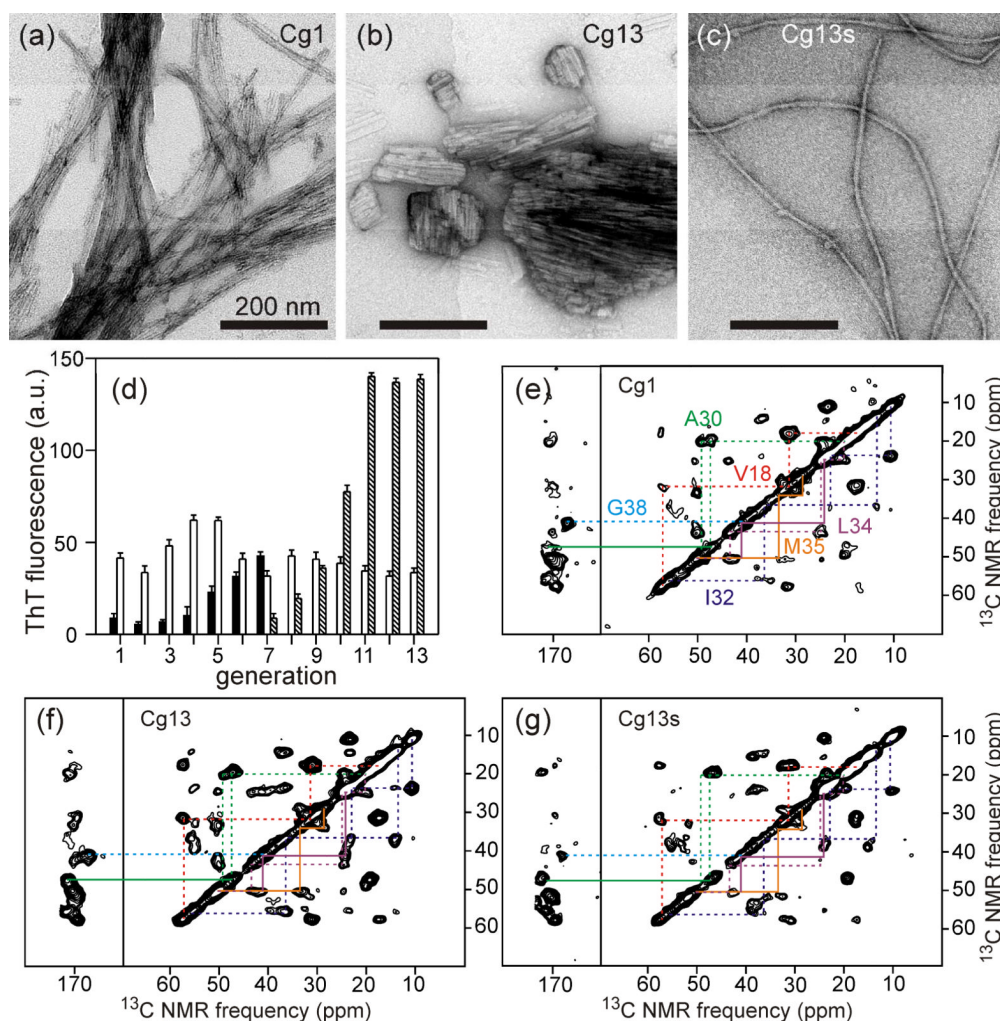 (a) Cg1
200 nm
(b) Cg13
(c) Cg13s
(d)
150
100
50
0
ThT fluorescence (a.u.)
1 3 5 7 9 11 13
generation
(e) Cg1
A30
V18
G38
L34
M35
I32
10
20
30
40
50
60
13C NMR frequency (ppm)
170 60 50 40 30 20 10
(f) Cg13
10
20
30
40
50
60
170 60 50 40 30 20 10
13C NMR frequency (ppm)
(g) Cg13s
10
20
30
40
50
60
13C NMR frequency (ppm)
170 60 50 40 30 20 10
13C NMR frequency (ppm)